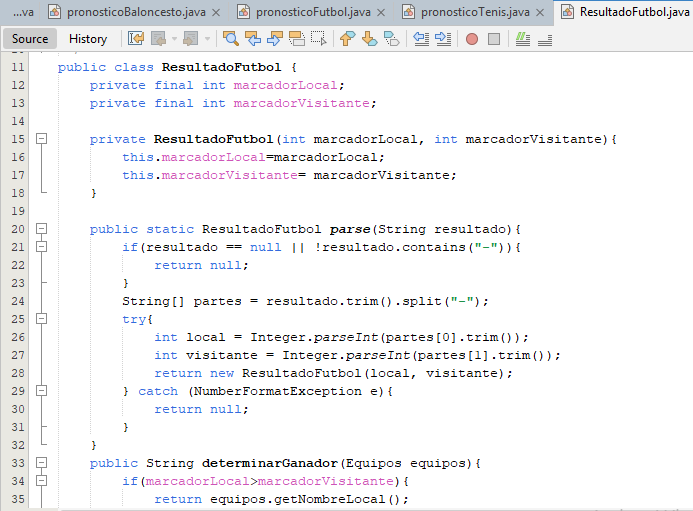 ...va pronosticoBaloncesto.java pronosticoFutbol.java pronosticoTenis.java ResultadoFutbol.java
Source History
11 public class ResultadoFutbol {
12 private final int marcadorLocal;
13 private final int marcadorVisitante;
14
15 private ResultadoFutbol(int marcadorLocal, int marcadorVisitante){
16 this.marcadorLocal=marcadorLocal;
17 this.marcadorVisitante= marcadorVisitante;
18 }
19
20 public static ResultadoFutbol parse(String resultado){
21 if(resultado == null || !resultado.contains("-")){
22 return null;
23 }
24 String[] partes = resultado.trim().split("-");
25 try{
26 int local = Integer.parseInt(partes[0].trim());
27 int visitante = Integer.parseInt(partes[1].trim());
28 return new ResultadoFutbol(local, visitante);
29 } catch (NumberFormatException e){
30 return null;
31 }
32 }
33 public String determinarGanador(Equipos equipos){
34 if(marcadorLocal>marcadorVisitante){
35 return equipos.getNombreLocal();